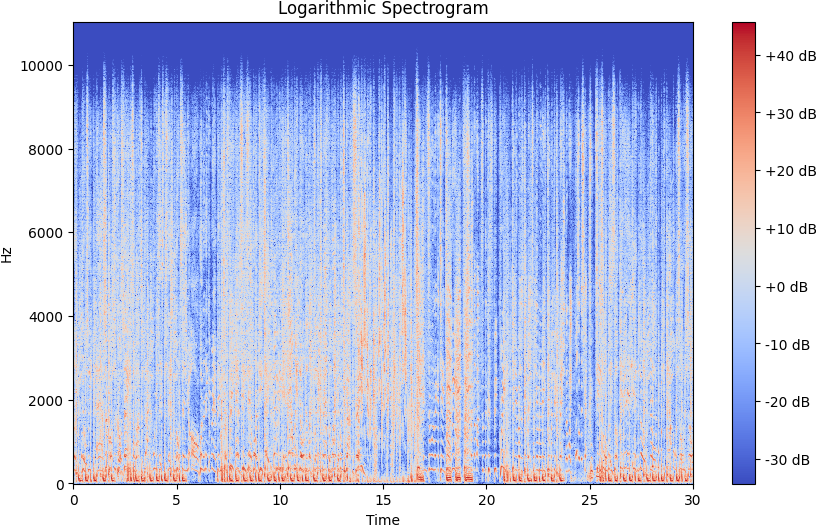 Logarithmic Spectrogram
Hz
10000
8000
6000
4000
2000
0
0 5 10 15 20 25 30
Time
+40 dB
+30 dB
+20 dB
+10 dB
+0 dB
-10 dB
-20 dB
-30 dB